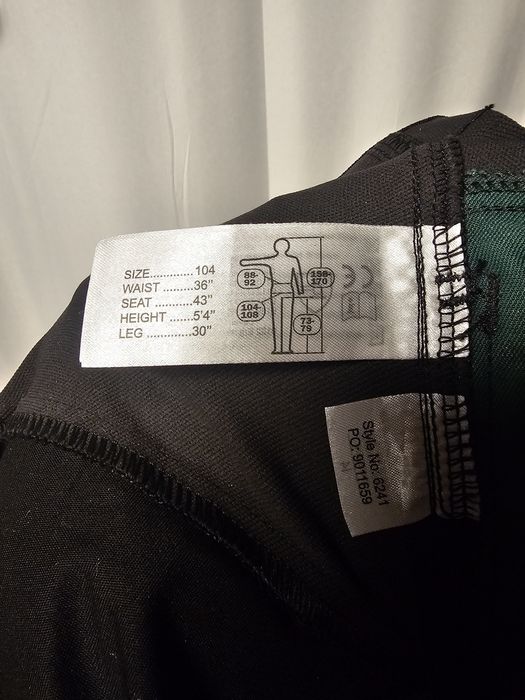 SIZE............. 104
WAIST ........36"
SEAT ..........43"
HEIGHT .......5'4"
LEG ..............30"
88-
92
158-
170
104-
108
73-
79
CE
Style No: 6241
PO: 9011659